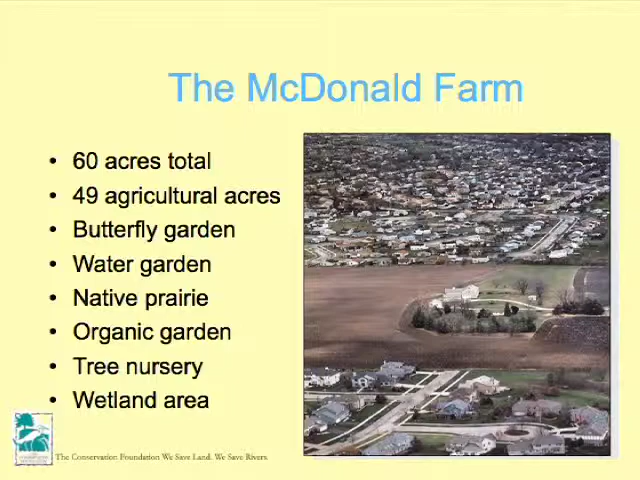 The McDonald Farm
• 60 acres total
• 49 agricultural acres
• Butterfly garden
• Water garden
• Native prairie
• Organic garden
• Tree nursery
• Wetland area
The Conservation Foundation We Save Land. We Save Rivers.